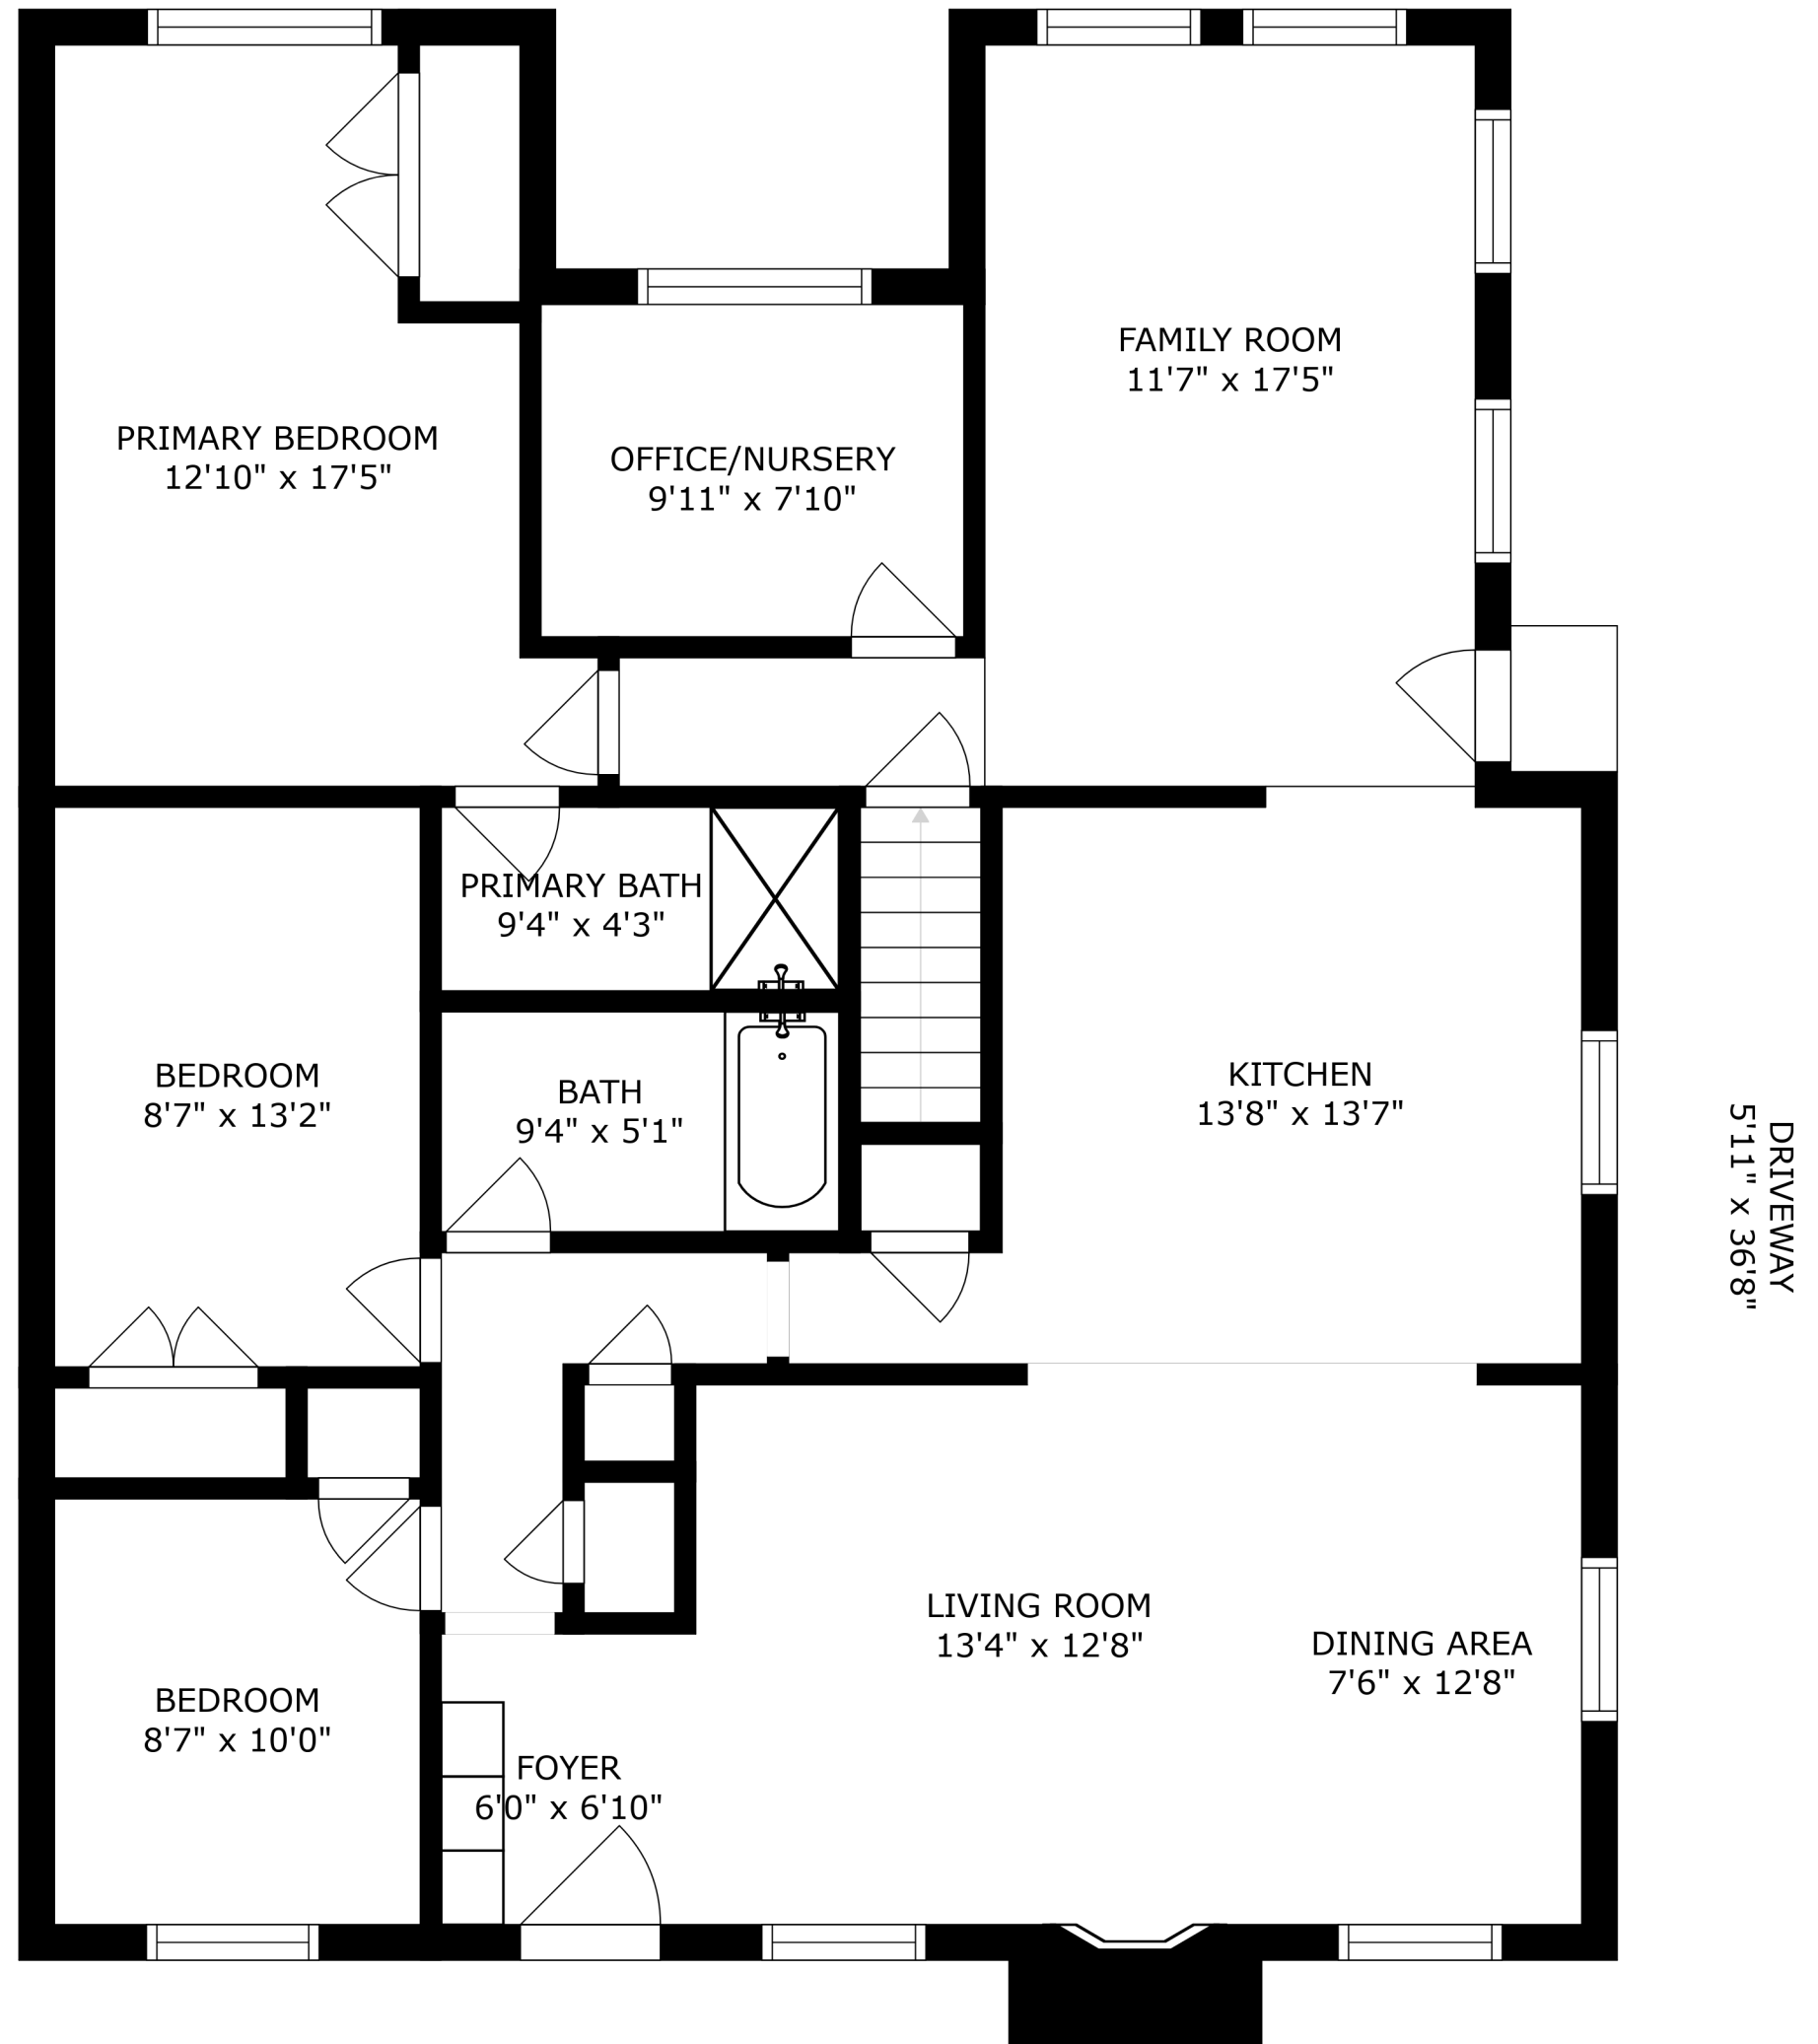 FAMILY ROOM
11'7" x 17'5"
PRIMARY BEDROOM
12'10" x 17'5"
OFFICE/NURSERY
9'11" x 7'10"
PRIMARY BATH
9'4" x 4'3"
BEDROOM
8'7" x 13'2"
BATH
9'4" x 5'1"
KITCHEN
13'8" x 13'7"
DRIVEWAY
5'11" x 36'8"
LIVING ROOM
13'4" x 12'8"
DINING AREA
7'6" x 12'8"
BEDROOM
8'7" x 10'0"
FOYER
6'0" x 6'10"